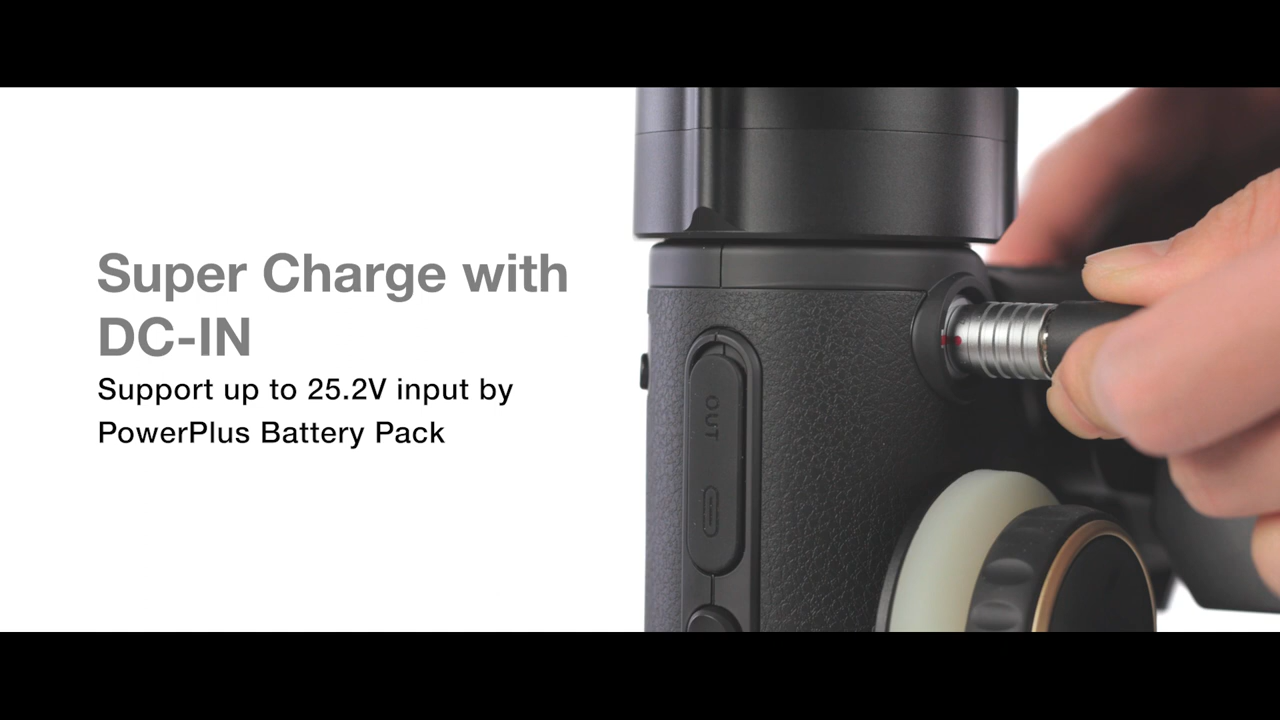 Super Charge with
DC-IN
Support up to 25.2V input by
PowerPlus Battery Pack
OUT